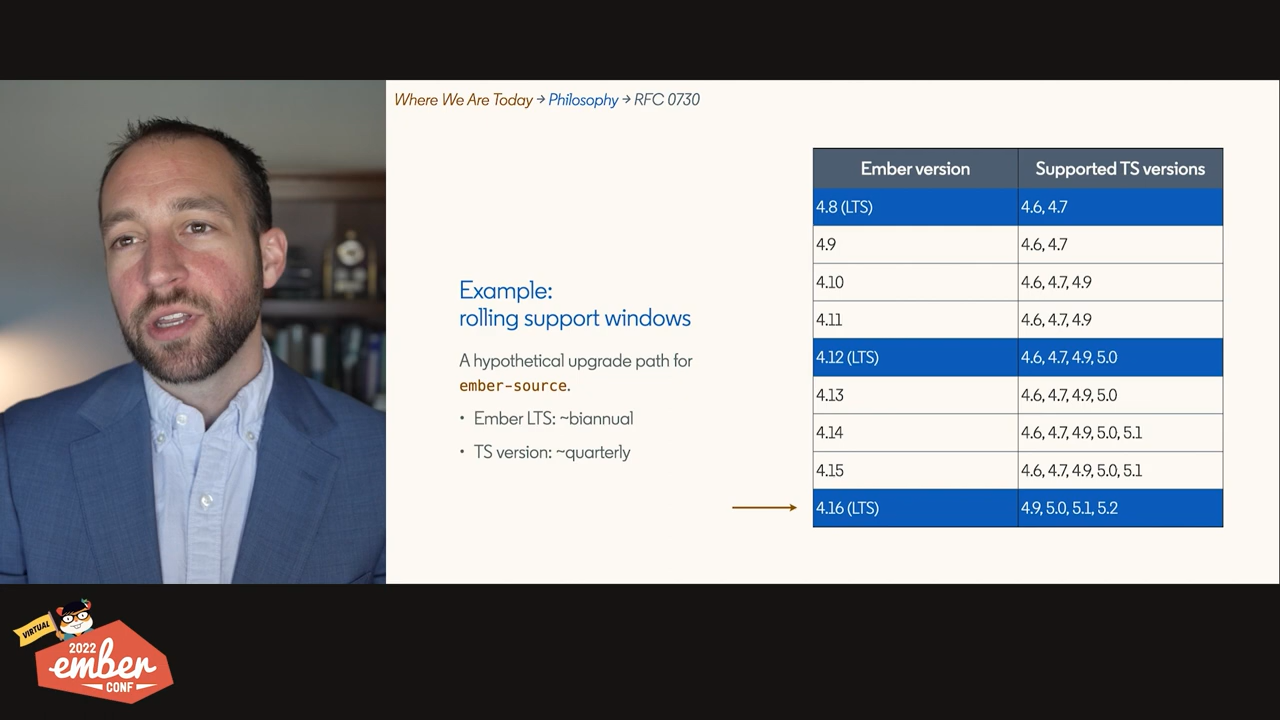 Where We Are Today → Philosophy → RFC 0730
Example:
rolling support windows
A hypothetical upgrade path for
ember-source.
• Ember LTS: ~biannual
• TS version: ~quarterly
Ember version Supported TS versions
4.8 (LTS) 4.6, 4.7
4.9 4.6, 4.7
4.10 4.6, 4.7, 4.9
4.11 4.6, 4.7, 4.9
4.12 (LTS) 4.6, 4.7, 4.9, 5.0
4.13 4.6, 4.7, 4.9, 5.0
4.14 4.6, 4.7, 4.9, 5.0, 5.1
4.15 4.6, 4.7, 4.9, 5.0, 5.1
4.16 (LTS) 4.9, 5.0, 5.1, 5.2
VIRTUAL
2022
ember
CONF